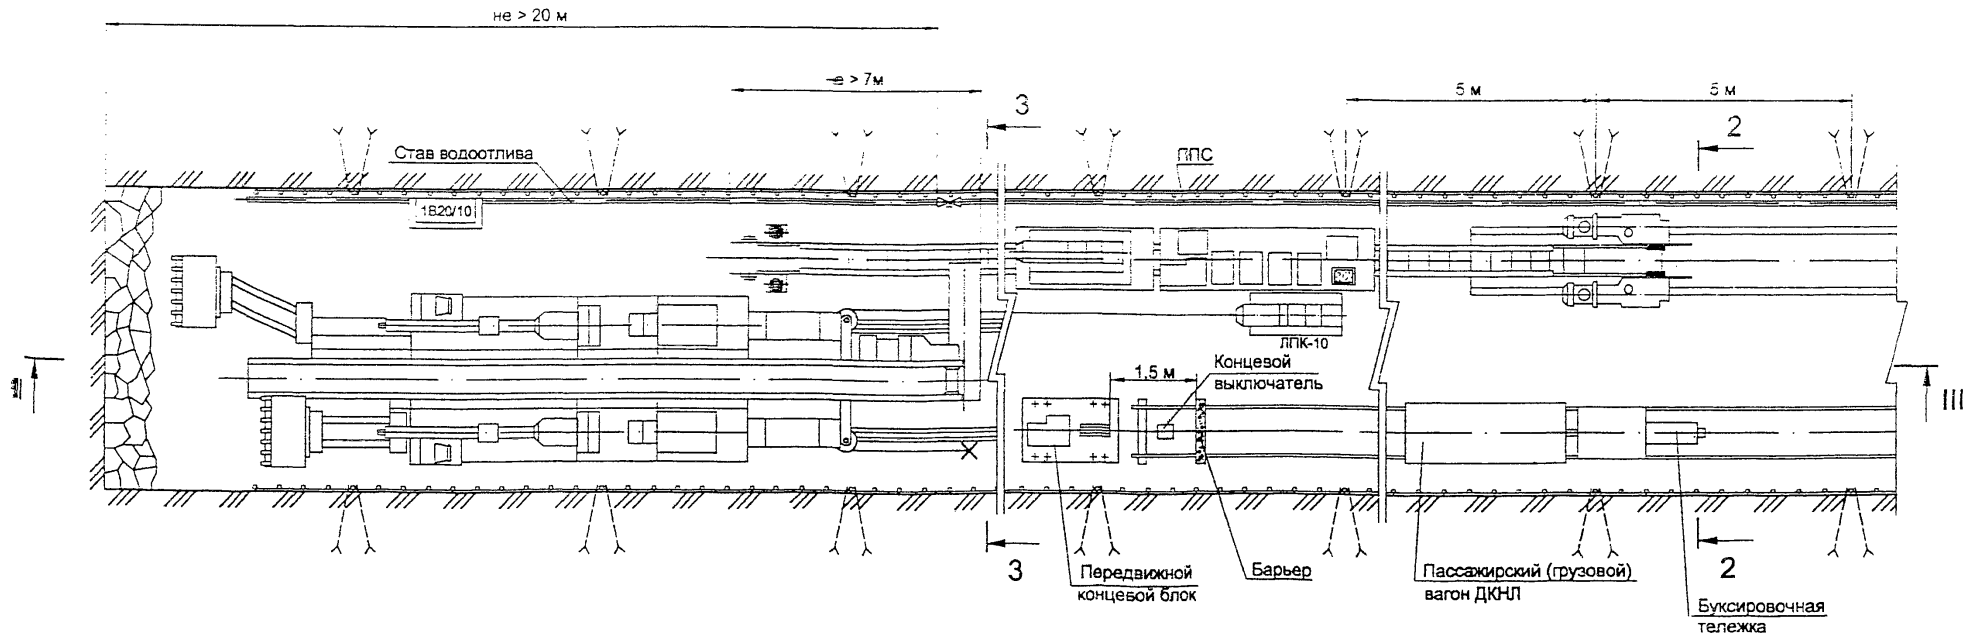 не > 20 м
-е > 7м
5 м
5 м
3
2
Став водоотлива
ППС
1В20/10
ЛПК-10
Концевой
выключатель
1,5 м
III
3
2
Передвижной
концевой блок
Барьер
Пассажирский (грузовой)
вагон ДКНЛ
Буксировочная
тележка